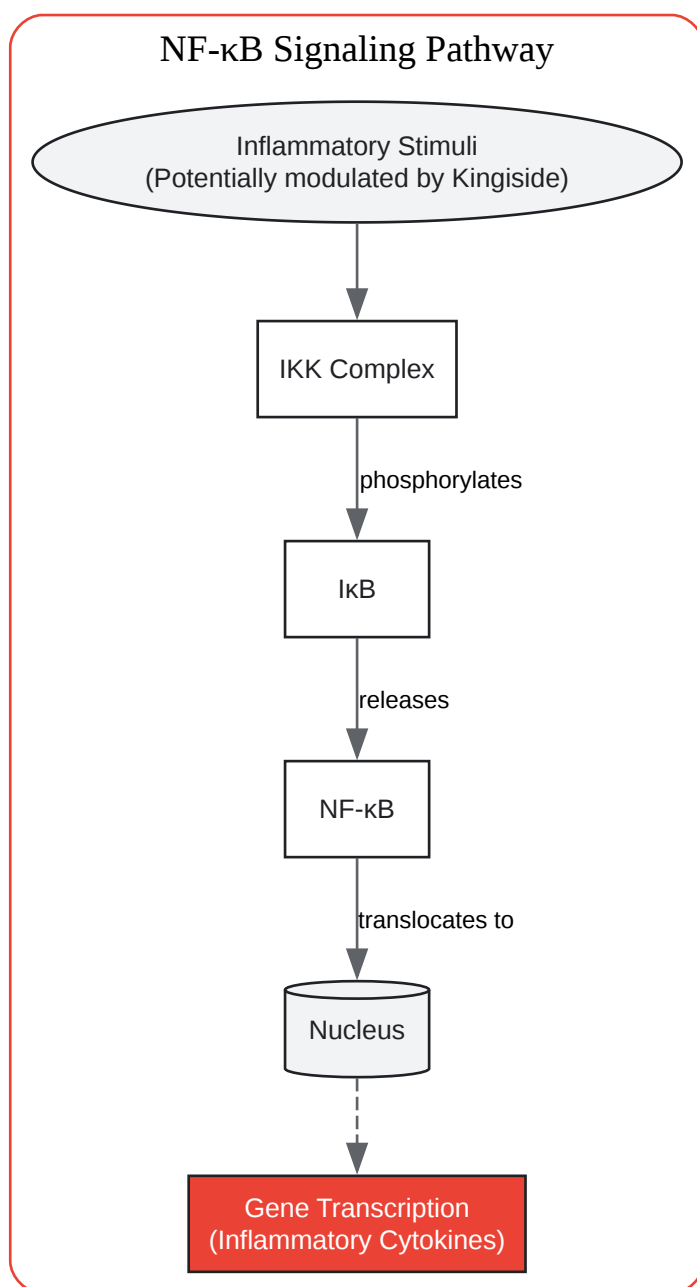 NF-κB Signaling Pathway
Inflammatory Stimuli
(Potentially modulated by Kingiside)
IKK Complex
phosphorylates
IκB
releases
NF-κB
translocates to
Nucleus
Gene Transcription
(Inflammatory Cytokines)